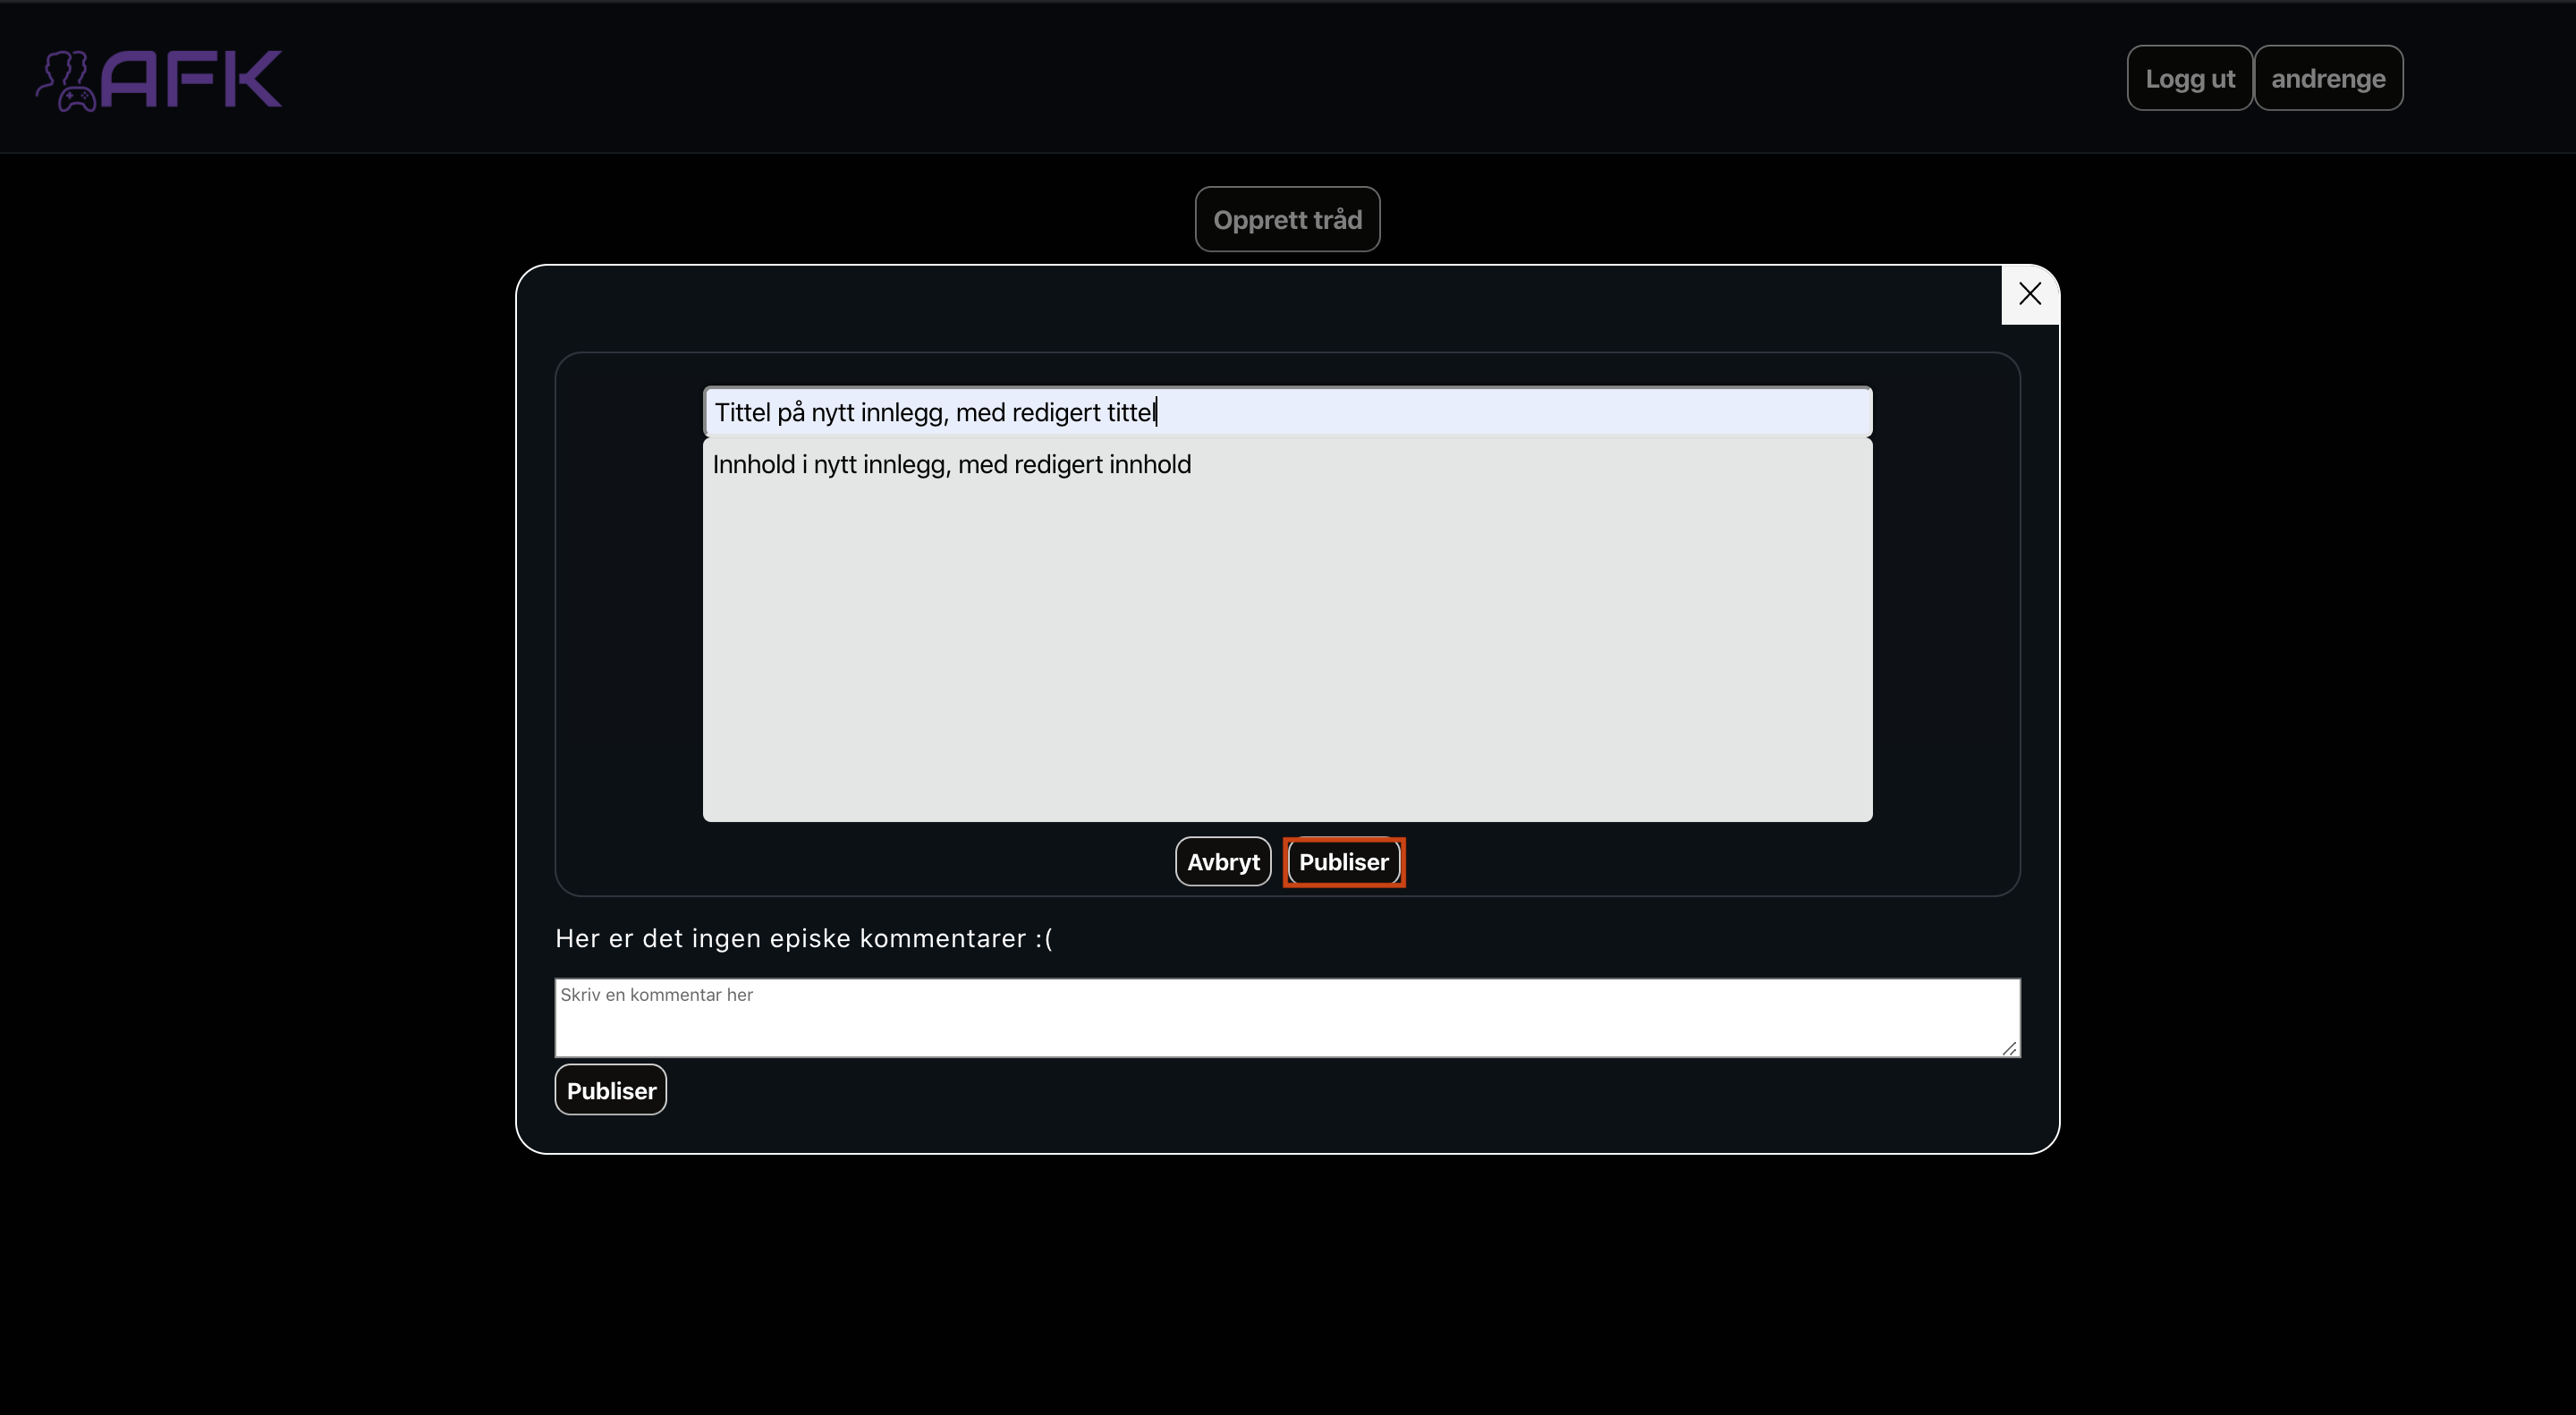 AFK
Logg ut
andrenge
Opprett tråd
Tittel på nytt innlegg, med redigert tittel
Innhold i nytt innlegg, med redigert innhold
Avbryt
Publiser
Her er det ingen episke kommentarer :(
Skriv en kommentar her
Publiser